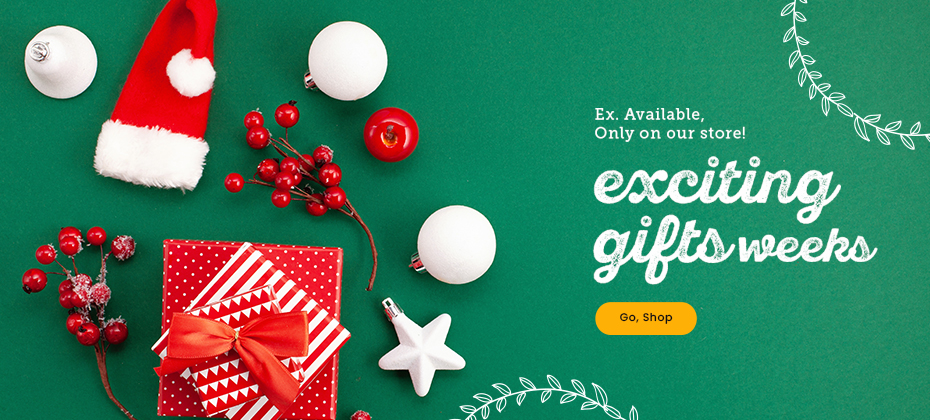 Ex. Available,
Only on our store!
exciting
gifts weeks
Go, Shop